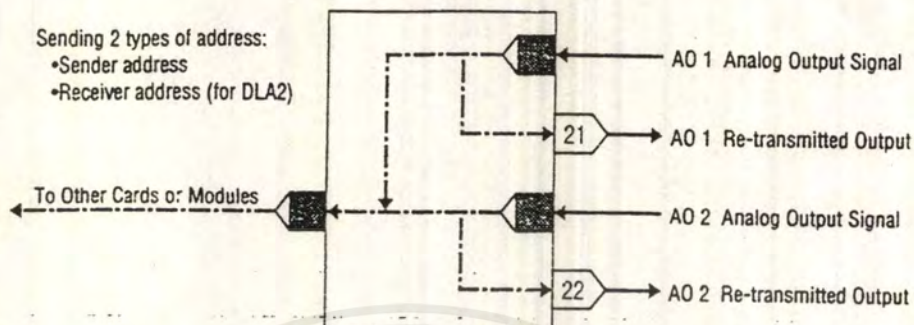 Sending 2 types of address:
•Sender address
•Receiver address (for DLA2)
AO 1 Analog Output Signal
21
AO 1 Re-transmitted Output
To Other Cards or Modules
AO 2 Analog Output Signal
22
AO 2 Re-transmitted Output